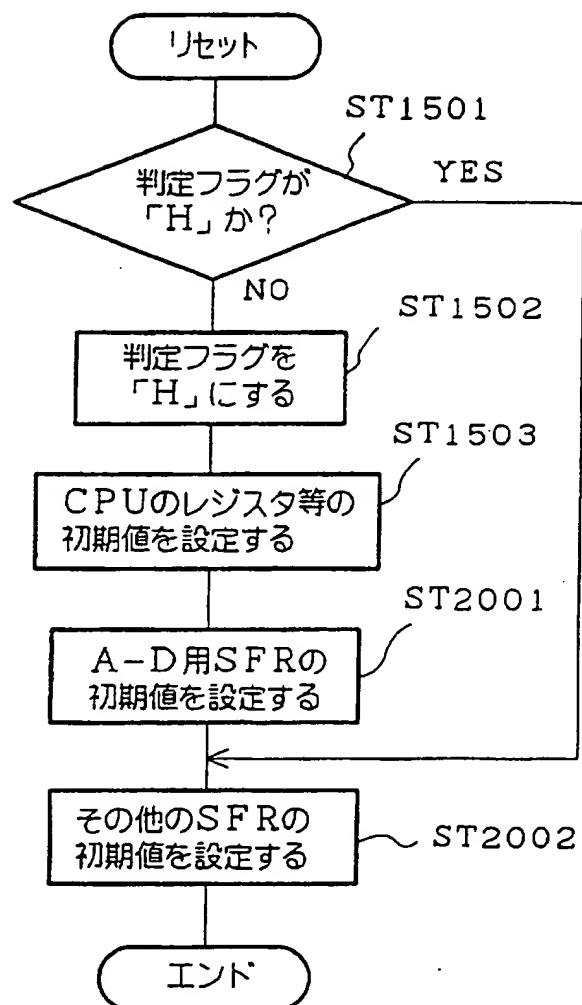 リセット
ST1501
判定フラグが
「H」か?
YES
NO
ST1502
判定フラグを
「H」にする
ST1503
CPUのレジスタ等の
初期値を設定する
ST2001
A-D用SFRの
初期値を設定する
その他のSFRの
初期値を設定する
ST2002
エンド